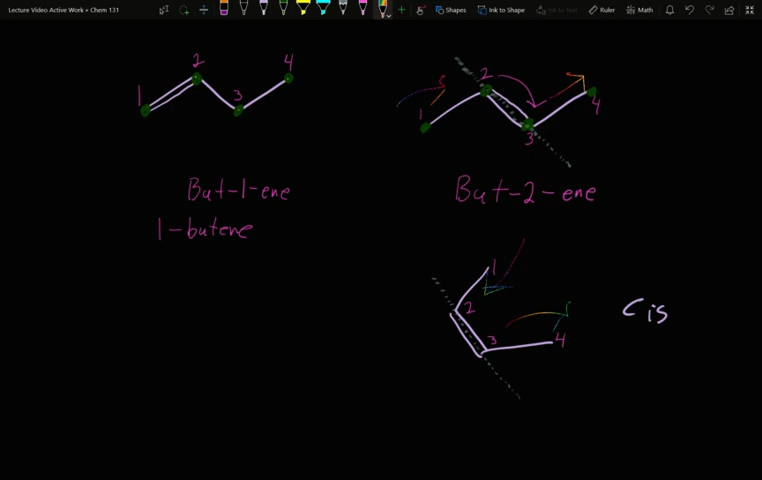 Lecture Video Active Work • Chem 131
Shapes
Ink to Shape
Ink to Text
Ruler
Math
1 2 3 4
1 2 3 4
But-1-ene
1-butene
But-2-ene
1
2
3
4
Cis